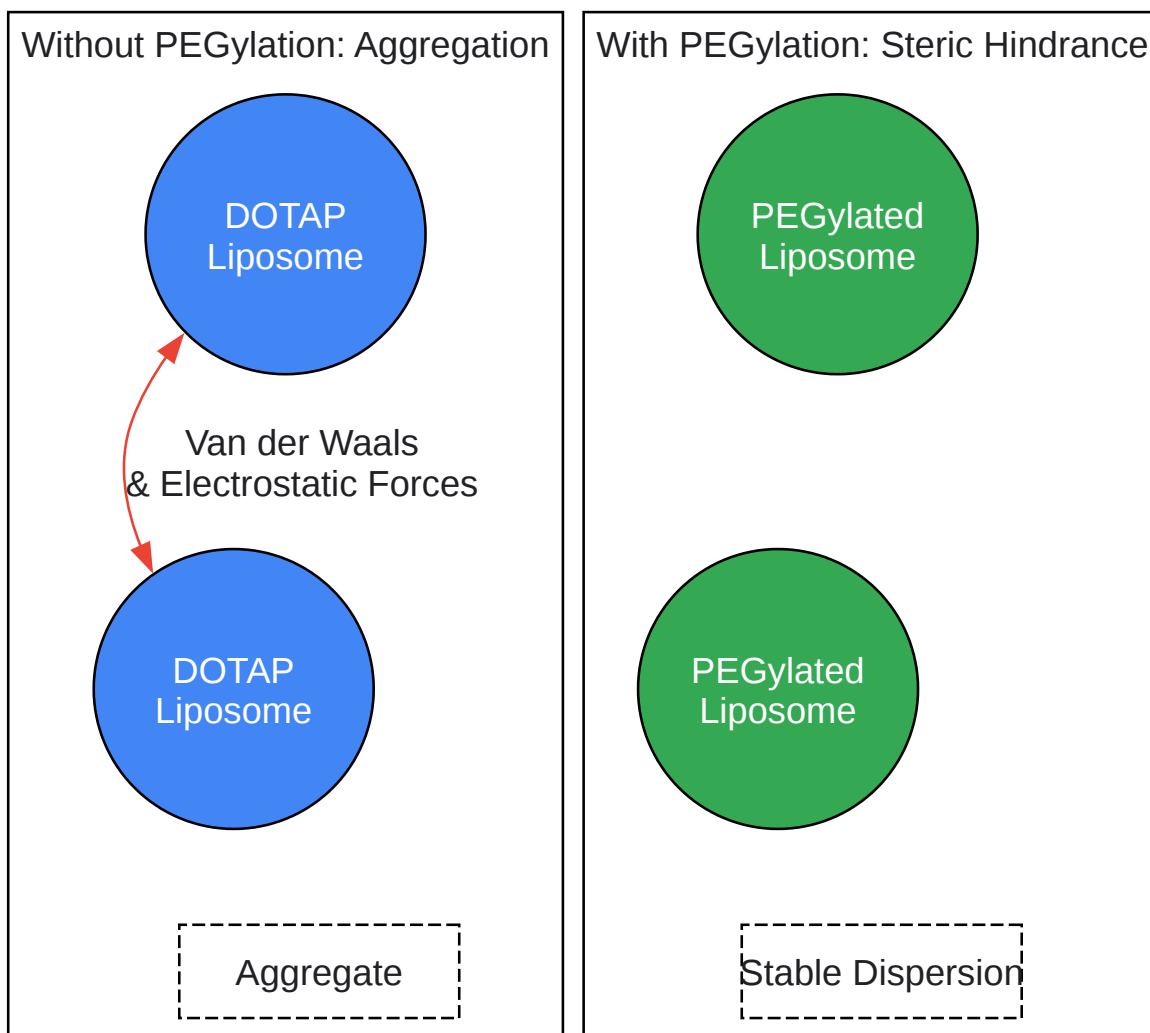 Without PEGylation: Aggregation
DOTAP
Liposome
Van der Waals
& Electrostatic Forces
DOTAP
Liposome
Aggregate
With PEGylation: Steric Hindrance
PEGylated
Liposome
PEGylated
Liposome
Stable Dispersion